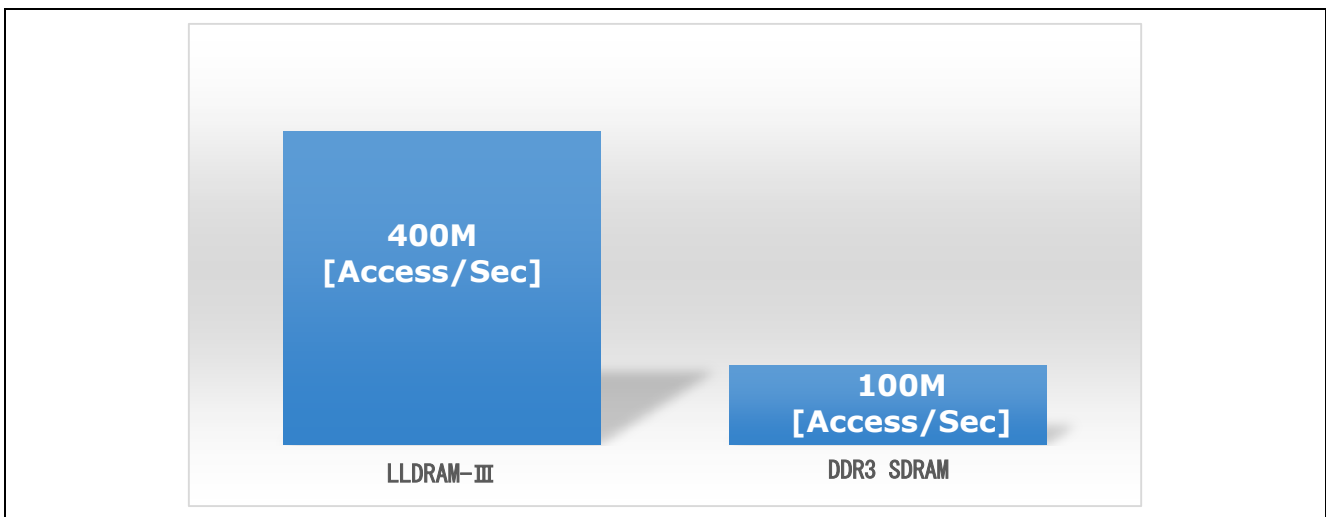 400M
[Access/Sec]
100M
[Access/Sec]
LLDRAM-Ⅲ
DDR3 SDRAM